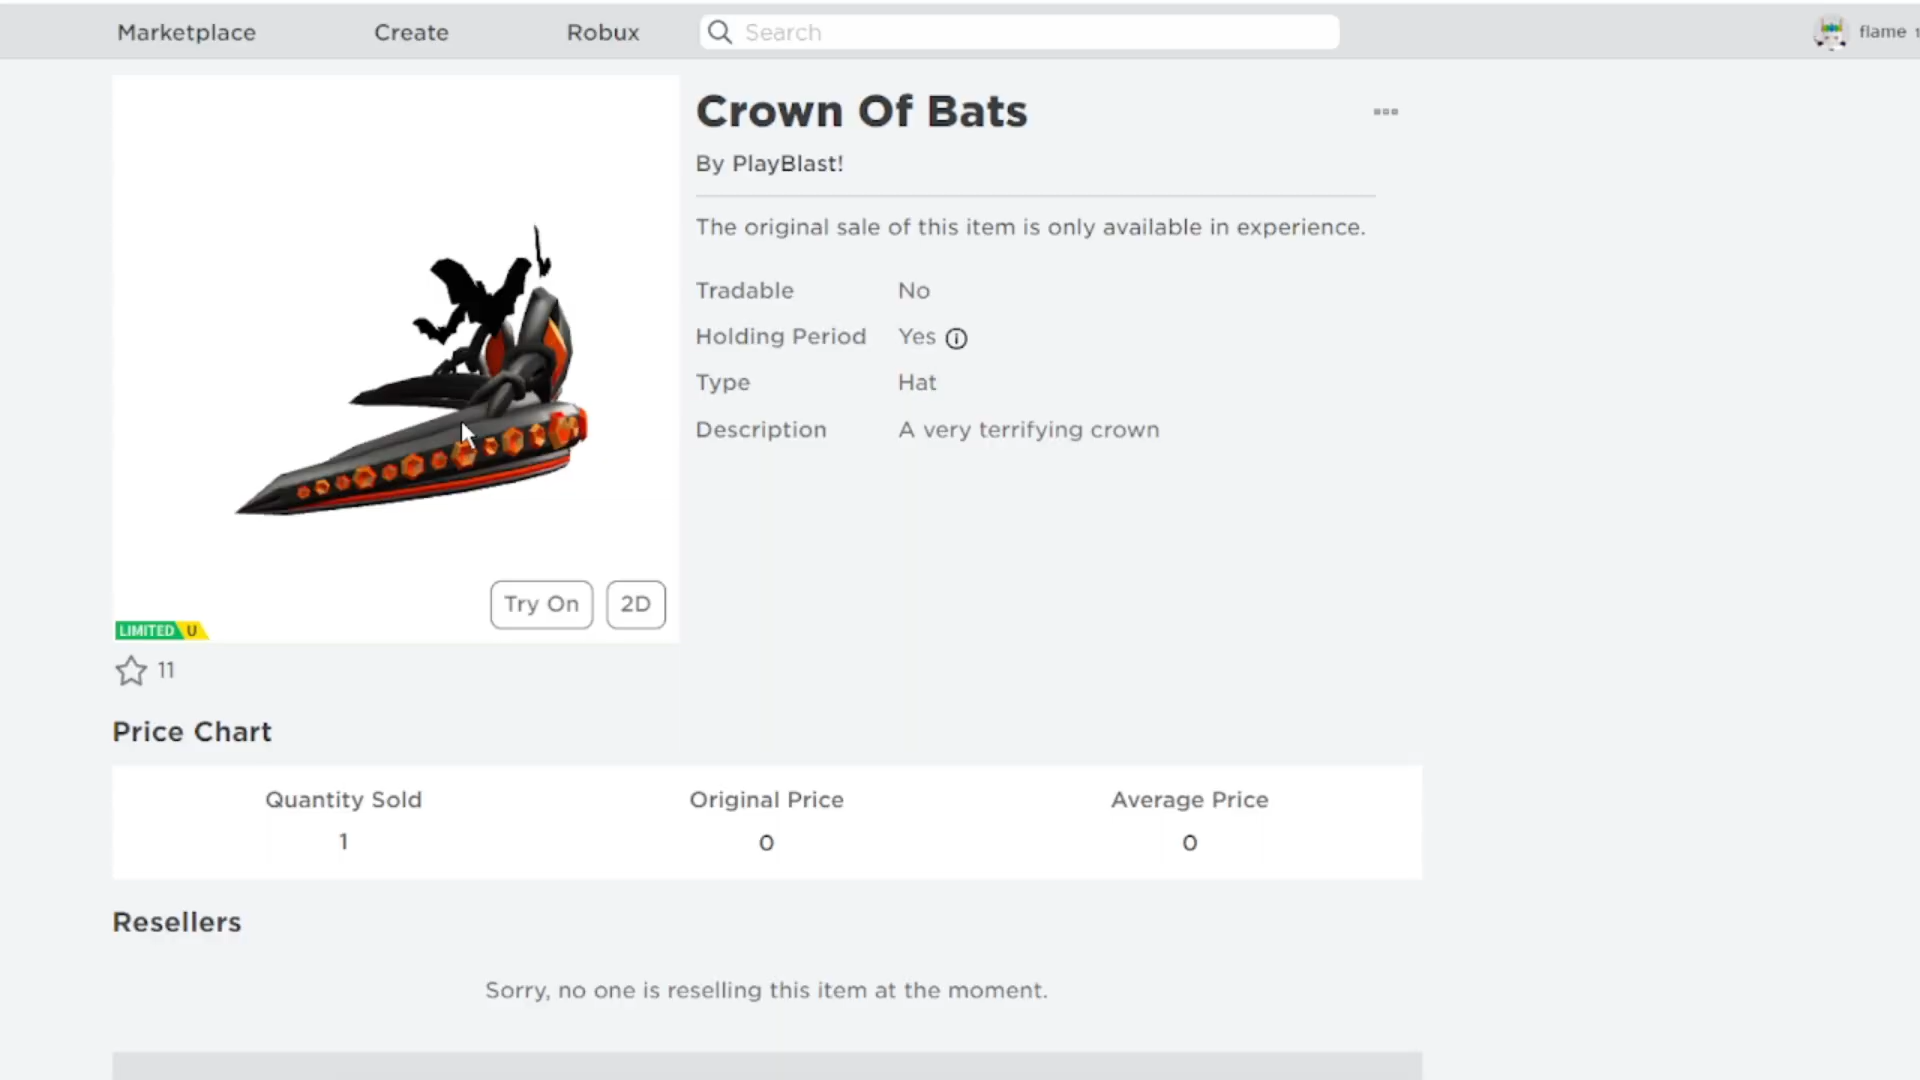 Marketplace
Create
Robux
Search
flame
Crown Of Bats
By PlayBlast!
The original sale of this item is only available in experience.
Tradable No
Holding Period Yes
Type Hat
Description A very terrifying crown
Try On
2D
LIMITED U
11
Price Chart
Quantity Sold Original Price Average Price
1 0 0
Resellers
Sorry, no one is reselling this item at the moment.